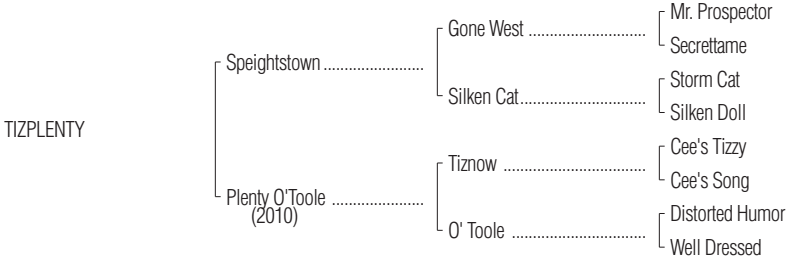 Mr. Prospector
Gone West ..............................
Secrettame
Speightstown .........................
Storm Cat
Silken Cat..................................
Silken Doll
TIZPLENTY
Cee's Tizzy
Tiznow ....................................
Cee's Song
Plenty O'Toole .......................
(2010)
Distorted Humor
O' Toole ..................................
Well Dressed